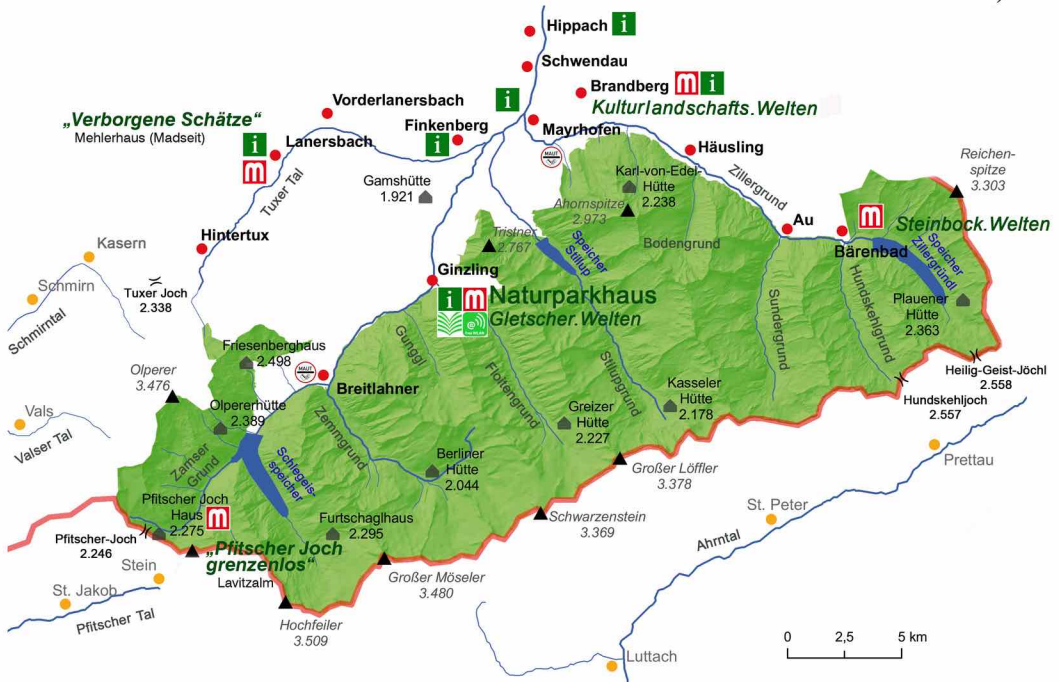 Hippach
i
Schwendau
Brandberg
m
i
Kulturlandschafts.Welten
Vorderlanersbach
i
„Verborgene Schätze“
Mehlerhaus (Madseit)
i
m
Lanersbach
Finkenberg
i
Mayrhofen
MAUT
Häusling
Zillergrund
Reichen-
spitze
3.303
Gamshütte
1.921
Karl-von-Edel-
Hütte
2.238
Ahornspitze
2.973
Tuxer Tal
Au
m
Steinbock.Welten
Bärenbad
Speicher
Zillergründl
Hintertux
Kasern
Tristner
2.767
Speicher
Stillup
Bodengrund
Schmirn
Schmirntal
Tuxer Joch
2.338
Ginzling
i
m
Naturparkhaus
Gletscher.Welten
Sundergrund
Hundskehlgrund
Plauener
Hütte
2.363
Friesenberghaus
2.498
MAUT
Gunggl
Floitengrund
Stillupgrund
Heilig-Geist-Jöchl
2.558
Olperer
3.476
Breitlahner
Hundskehljoch
2.557
Olpererhütte
2.389
Zemmgrund
Kasseler
Hütte
2.178
Greizer
Hütte
2.227
Vals
Valser Tal
Zamser
Grund
Schlegeis-
speicher
Berliner
Hütte
2.044
Großer Löffler
3.378
Prettau
Pfitscher Joch
Haus
2.275
m
Furtschaglhaus
2.295
Schwarzenstein
3.369
St. Peter
Ahrntal
Pfitscher-Joch
2.246
„Pfitscher Joch
grenzenlos“
Lavitzalm
Großer Möseler
3.480
Stein
St. Jakob
Pfitscher Tal
Hochfeiler
3.509
Luttach
0 2,5 5 km